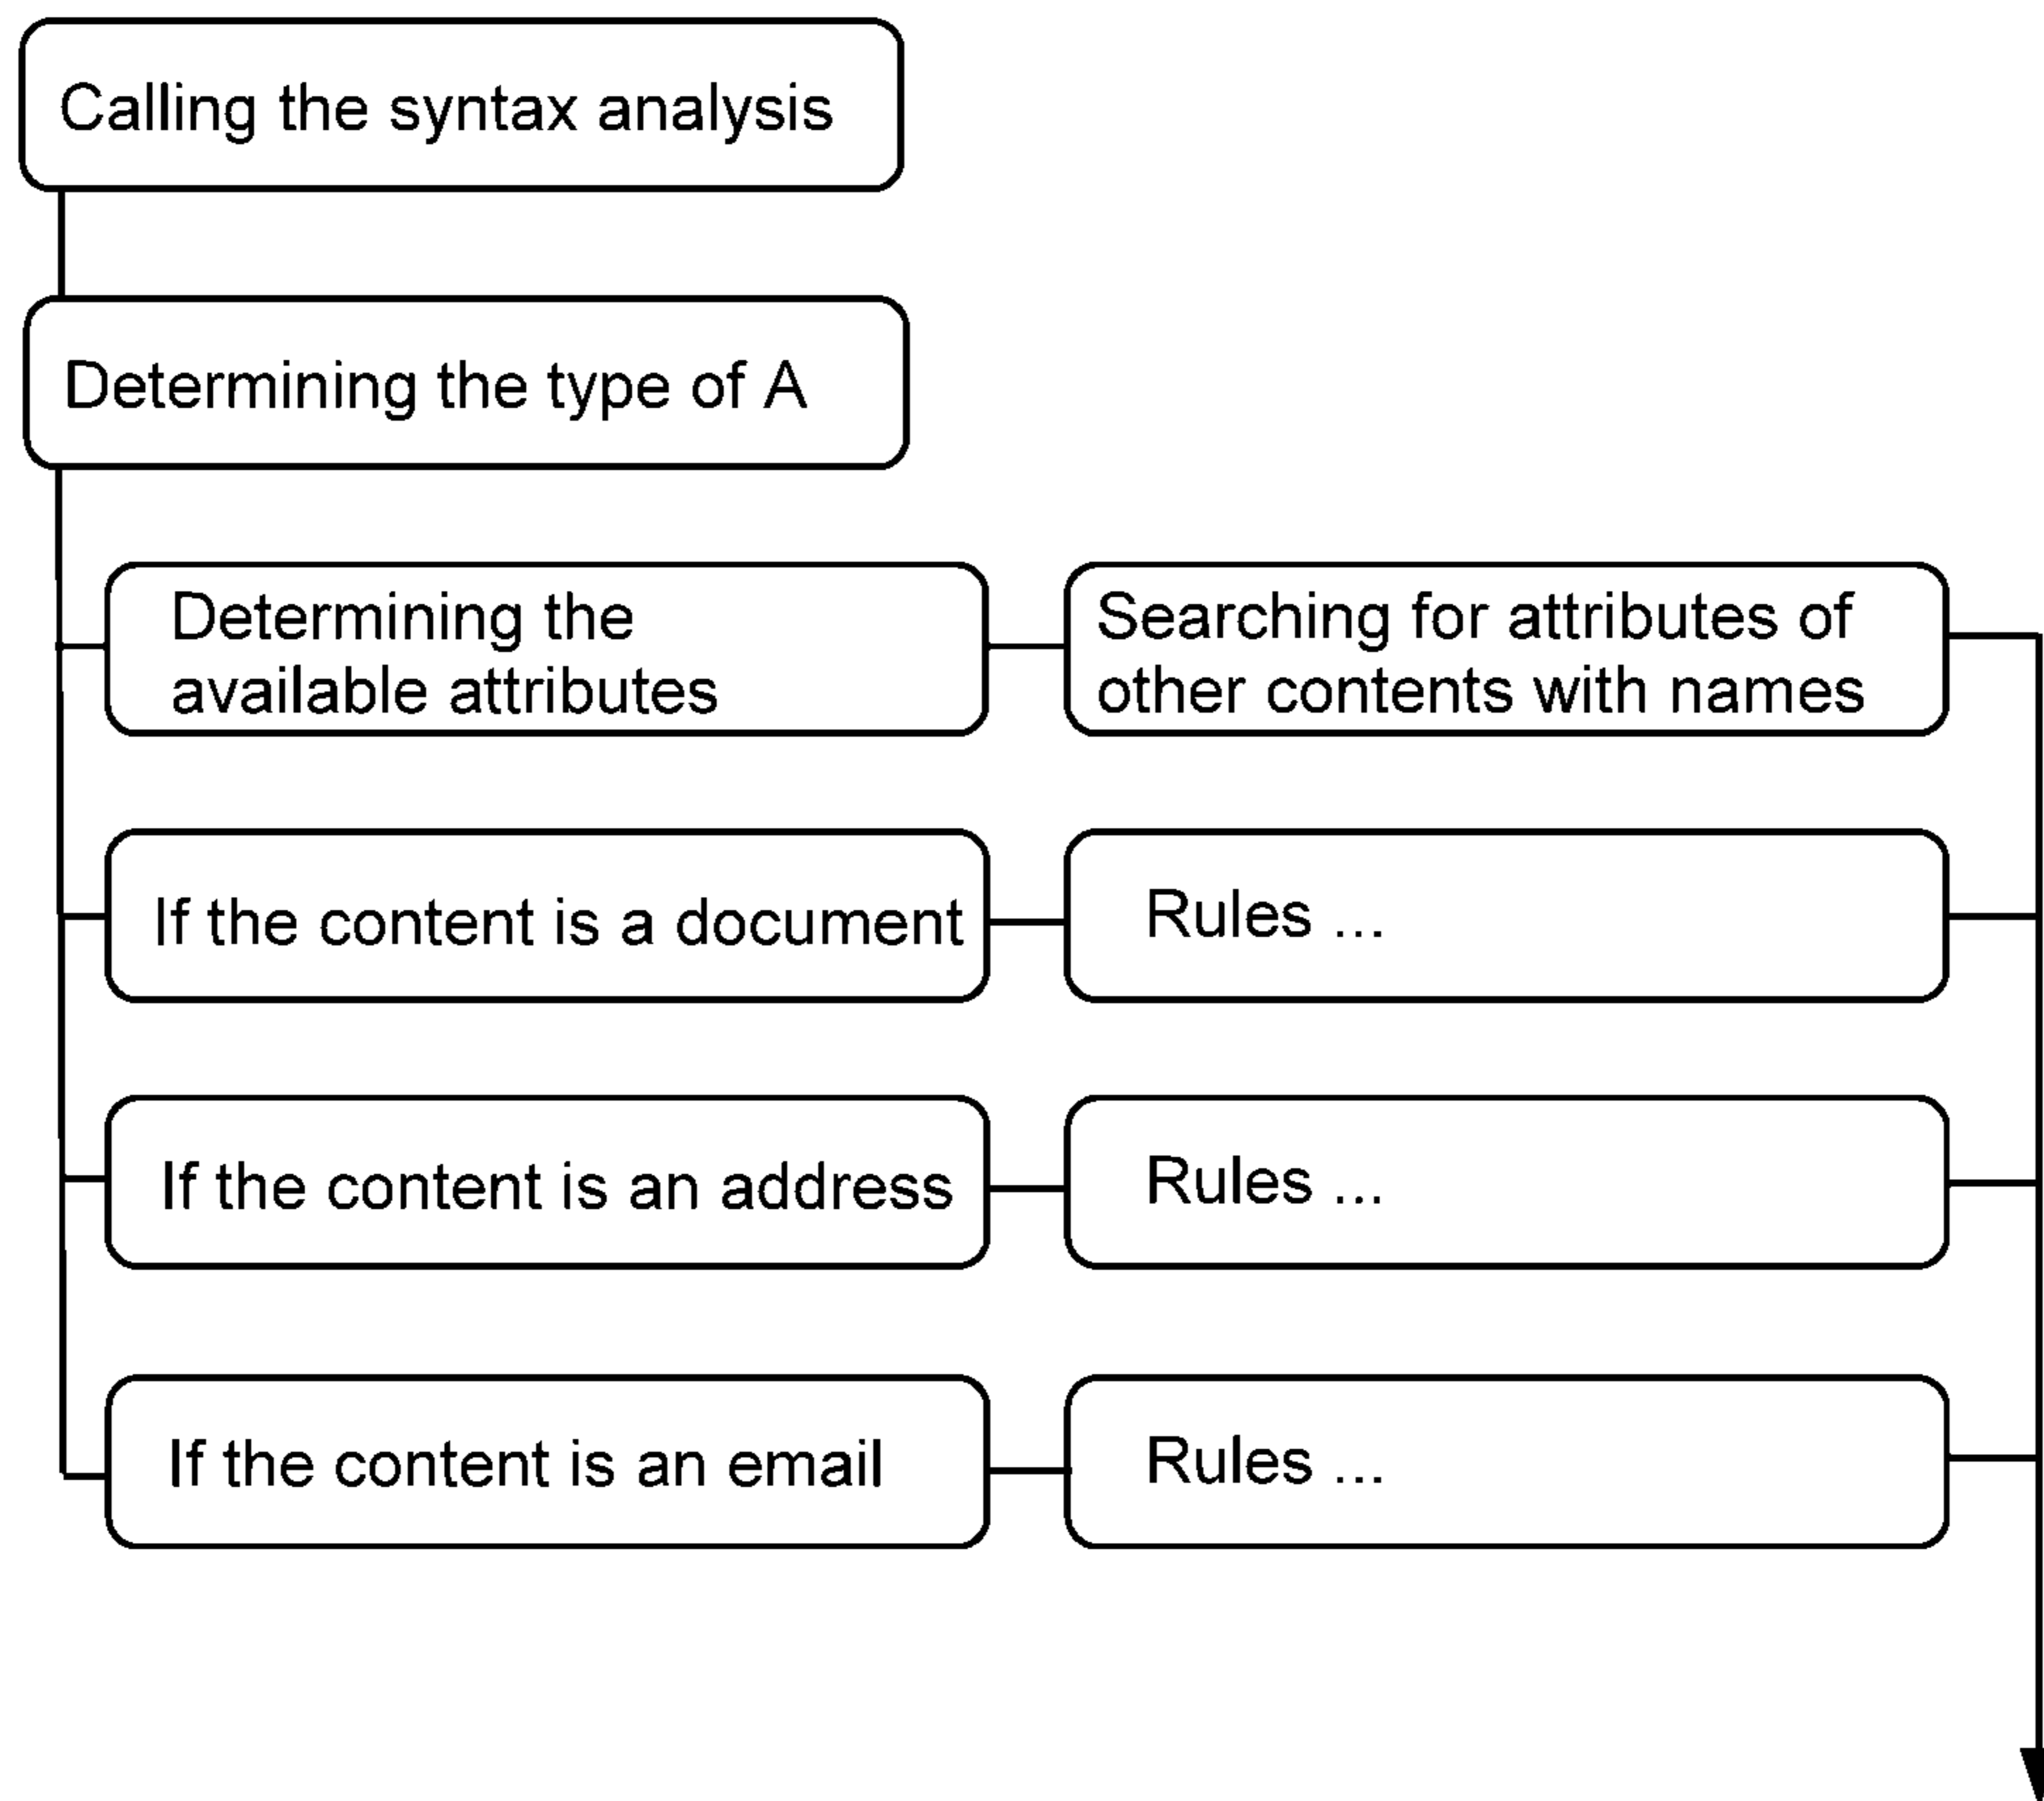 Calling the syntax analysis
Determining the type of A
Determining the
available attributes
Searching for attributes of
other contents with names
If the content is a document
Rules ...
If the content is an address
Rules ...
If the content is an email
Rules ...